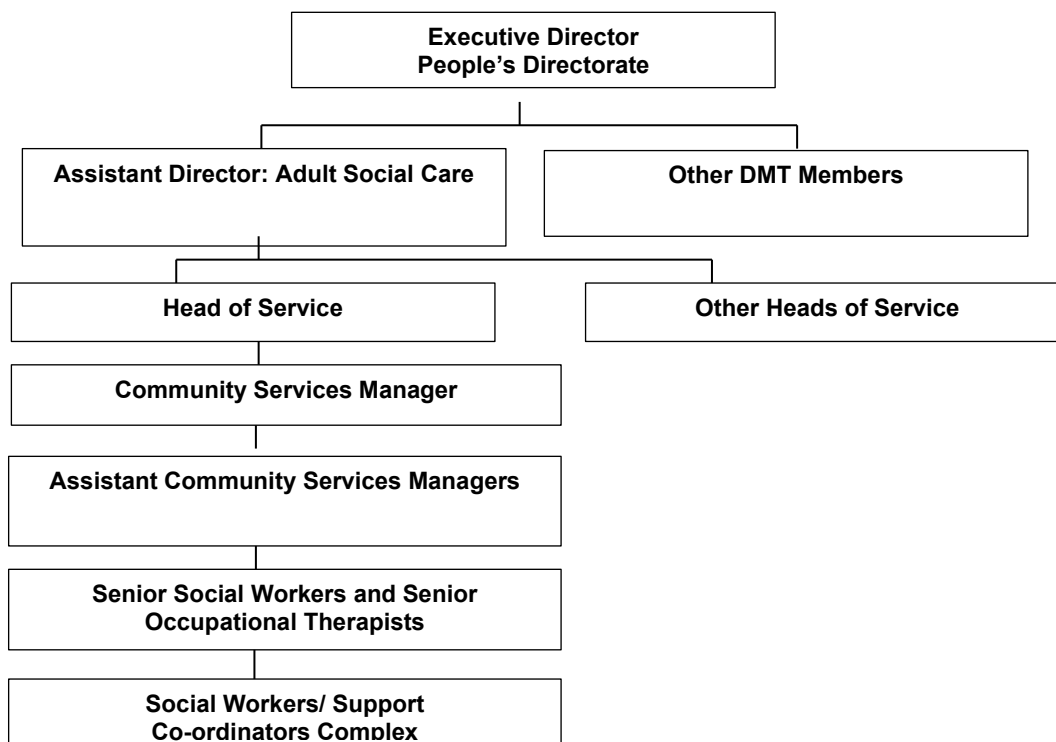 Executive Director
People’s Directorate
Assistant Director: Adult Social Care
Other DMT Members
Head of Service
Other Heads of Service
Community Services Manager
Assistant Community Services Managers
Senior Social Workers and Senior
Occupational Therapists
Social Workers/ Support
Co-ordinators Complex